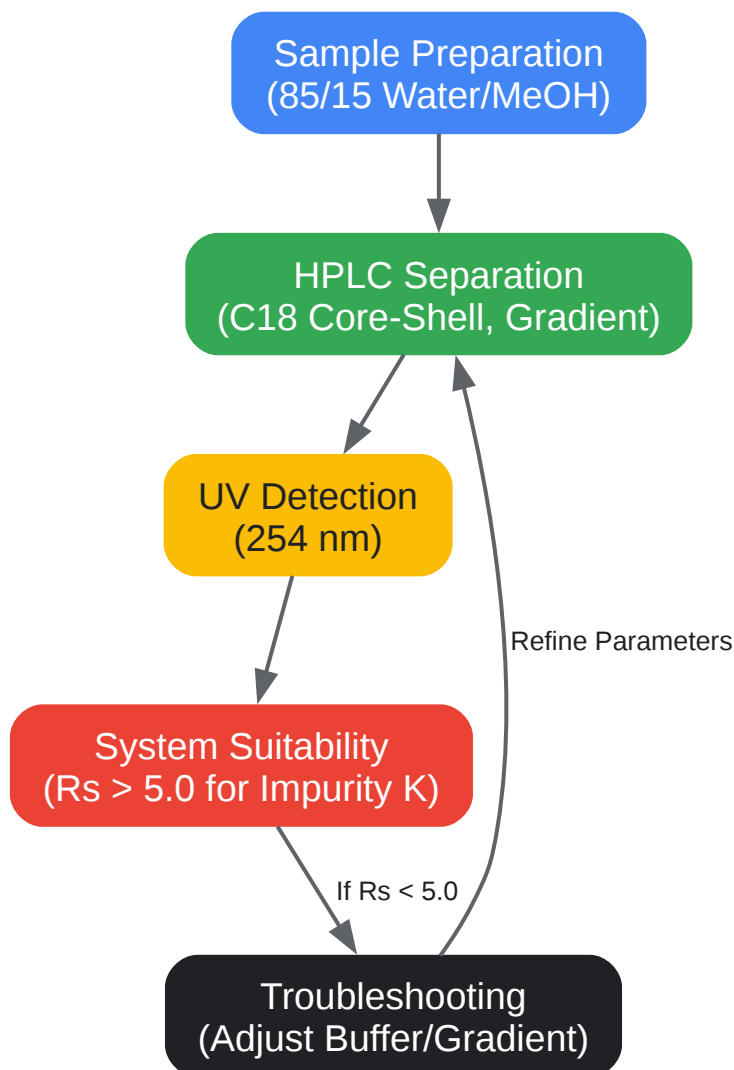 Sample Preparation
(85/15 Water/MeOH)
HPLC Separation
(C18 Core-Shell, Gradient)
UV Detection
(254 nm)
Refine Parameters
System Suitability
(Rs > 5.0 for Impurity K)
If Rs < 5.0
Troubleshooting
(Adjust Buffer/Gradient)